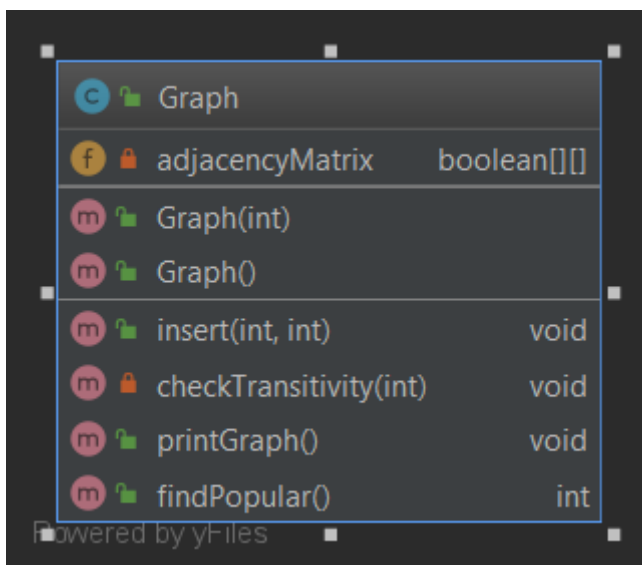 c Graph
f adjacencyMatrix boolean[][]
m Graph(int)
m Graph()
m insert(int, int) void
m checkTransitivity(int) void
m printGraph() void
m findPopular() int
Powered by yFiles